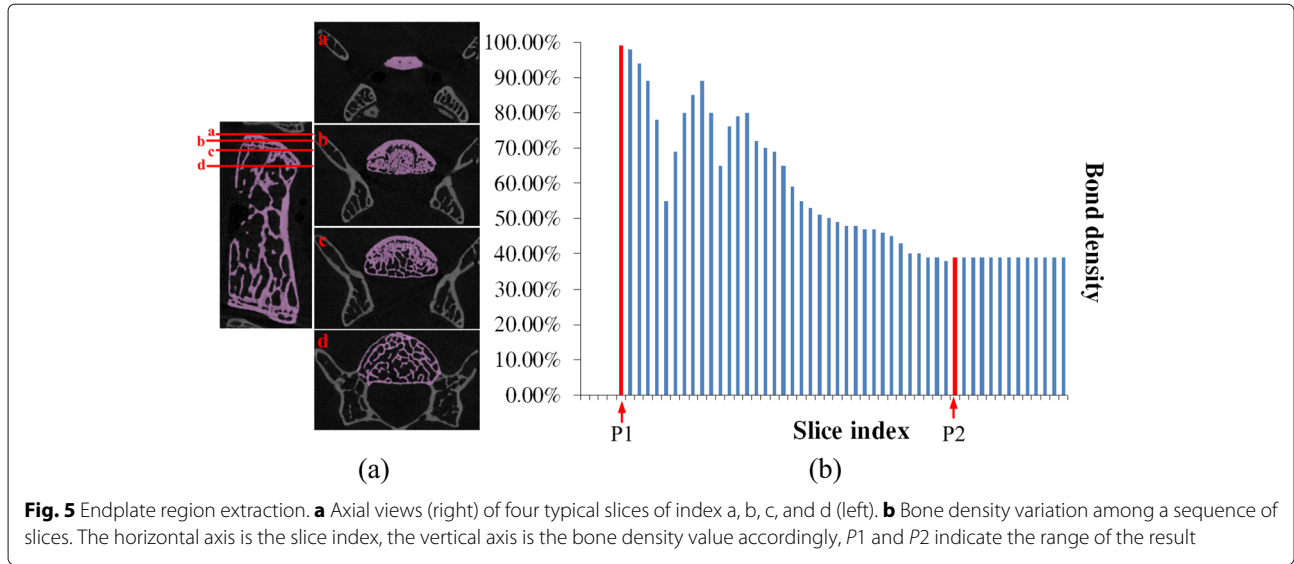 a
b
c
d
a
b
c
d
100.00%
90.00%
80.00%
70.00%
60.00%
50.00%
40.00%
30.00%
20.00%
10.00%
0.00%
Bond density
P1
Slice index
P2
(a)
(b)
Fig. 5 Endplate region extraction. a Axial views (right) of four typical slices of index a, b, c, and d (left). b Bone density variation among a sequence of
slices. The horizontal axis is the slice index, the vertical axis is the bone density value accordingly, P1 and P2 indicate the range of the result